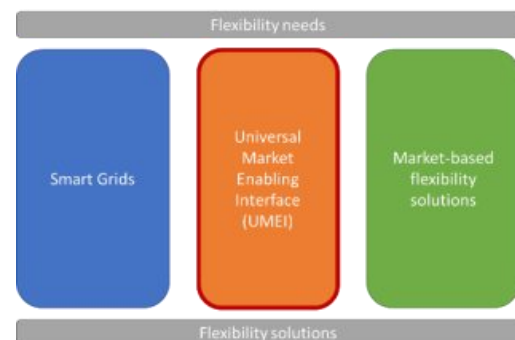 Flexibility needs
Smart Grids
Universal
Market
Enabling
Interface
(UMEI)
Market-based
flexibility
solutions
Flexibility solutions